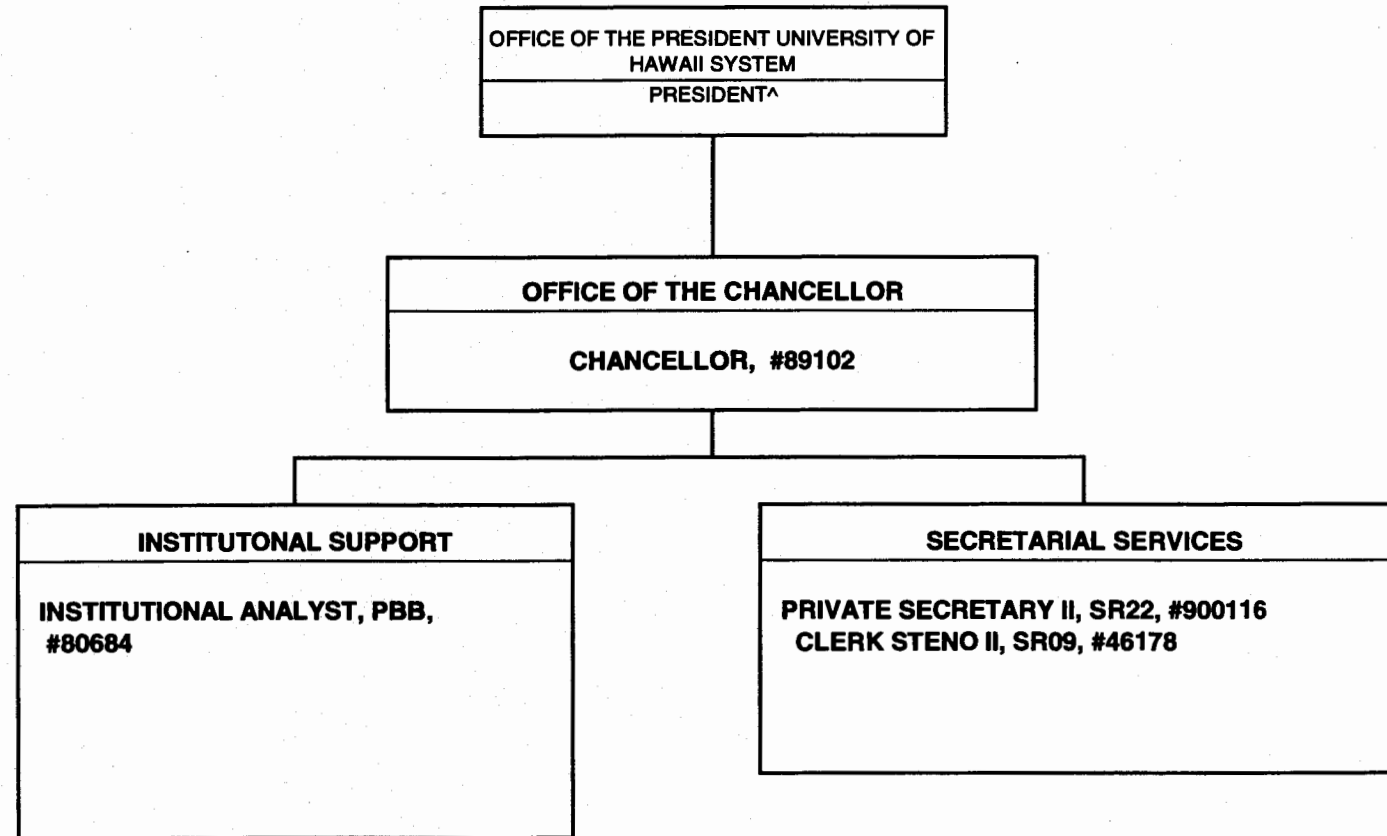 OFFICE OF THE PRESIDENT UNIVERSITY OF
HAWAII SYSTEM
PRESIDENT^
OFFICE OF THE CHANCELLOR
CHANCELLOR, #89102
INSTITUTONAL SUPPORT
INSTITUTIONAL ANALYST, PBB,
#80684
SECRETARIAL SERVICES
PRIVATE SECRETARY II, SR22, #900116
CLERK STENO II, SR09, #46178